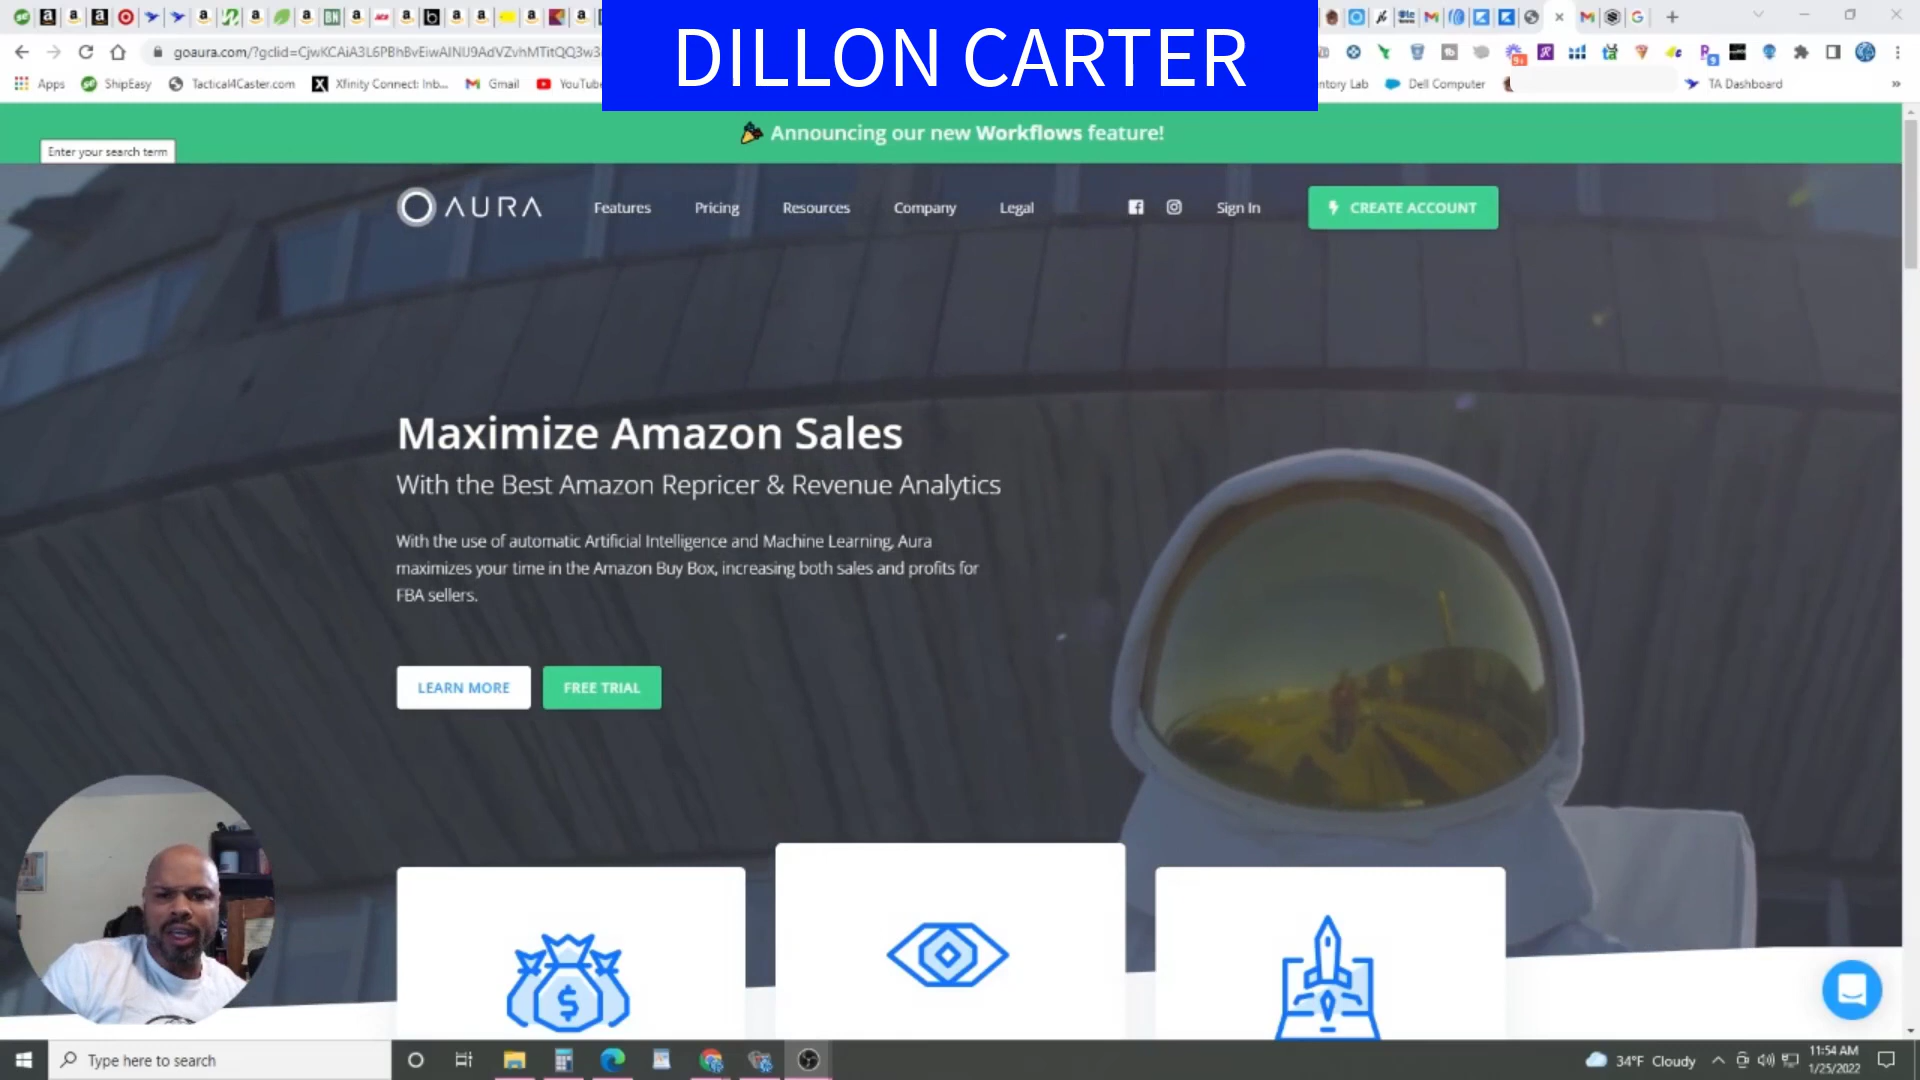 DILLON CARTER
goaura.com/?gclid=CjwKCAiA3L6PBhBvEiwAJNlJ9AdVZvhMTitQQ3w3
Apps
ShipEasy
Tactical4Caster.com
Xfinity Connect: Inb...
Gmail
YouTube
ntory Lab
Dell Computer
TA Dashboard
»
Announcing our new Workflows feature!
Enter your search term
AURA
Features
Pricing
Resources
Company
Legal
Sign In
CREATE ACCOUNT
Maximize Amazon Sales
With the Best Amazon Repricer & Revenue Analytics
With the use of automatic Artificial Intelligence and Machine Learning, Aura
maximizes your time in the Amazon Buy Box, increasing both sales and profits for
FBA sellers.
LEARN MORE
FREE TRIAL
Type here to search
34°F Cloudy
11:54 AM
1/25/2022